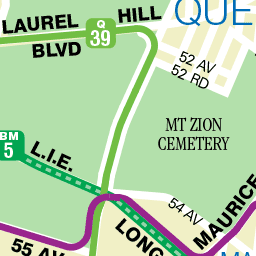 QUE
LAUREL HILL
BLVD
Q
39
52 AV
52 RD
MT ZION
CEMETERY
BM
5
L.I.E.
54 AV
MAURICE
LONG
55 AV
MA